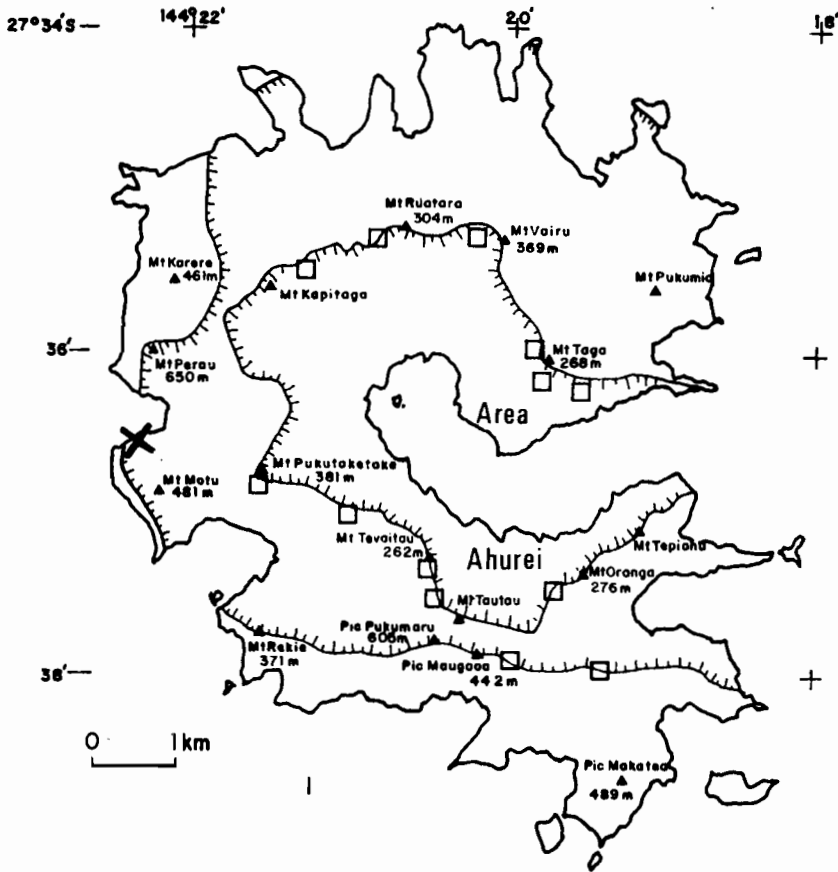 144°22'
20'
18'
27°34'S
Mt Ruatara
304m
Mt Vairu
369m
Mt Karere
461m
Mt Kapitaga
Mt Pukumia
36'
Mt Perau
650m
Mt Taga
268m
Area
Mt Pukutaketake
381m
Mt Motu
481m
Mt Tevaitau
262m
Ahurei
Mt Tepiahu
Mt Oronga
276m
Mt Tautau
Pic Pukumaru
606m
Mt Rekie
371m
Pic Maugaoa
442m
38'
0 1km
Pic Makatea
489m